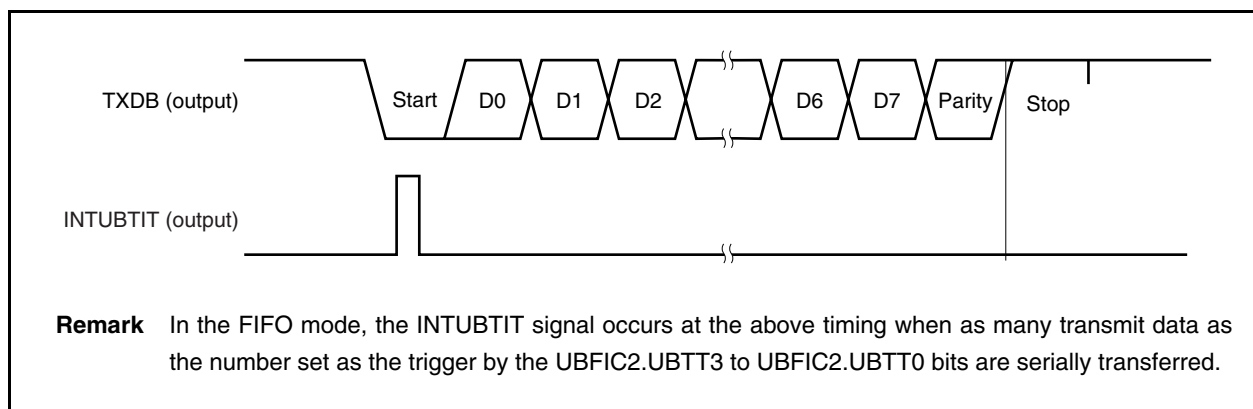 TXDB (output) Start D0 D1 D2 D6 D7 Parity Stop
INTUBTIT (output)
Remark In the FIFO mode, the INTUBTIT signal occurs at the above timing when as many transmit data as
the number set as the trigger by the UBFIC2.UBTT3 to UBFIC2.UBTT0 bits are serially transferred.